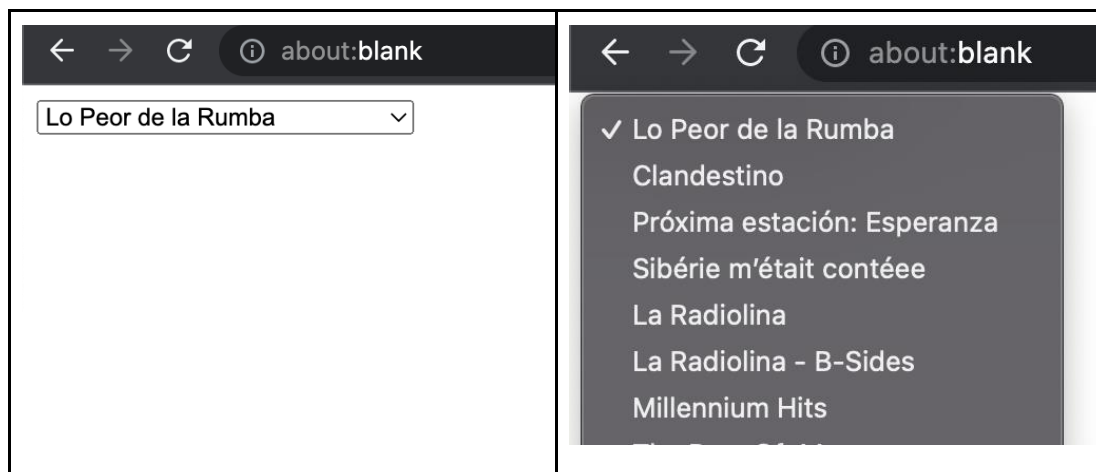 about:blank
Lo Peor de la Rumba
about:blank
Lo Peor de la Rumba
Clandestino
Próxima estación: Esperanza
Sibérie m’était contéee
La Radiolina
La Radiolina - B-Sides
Millennium Hits